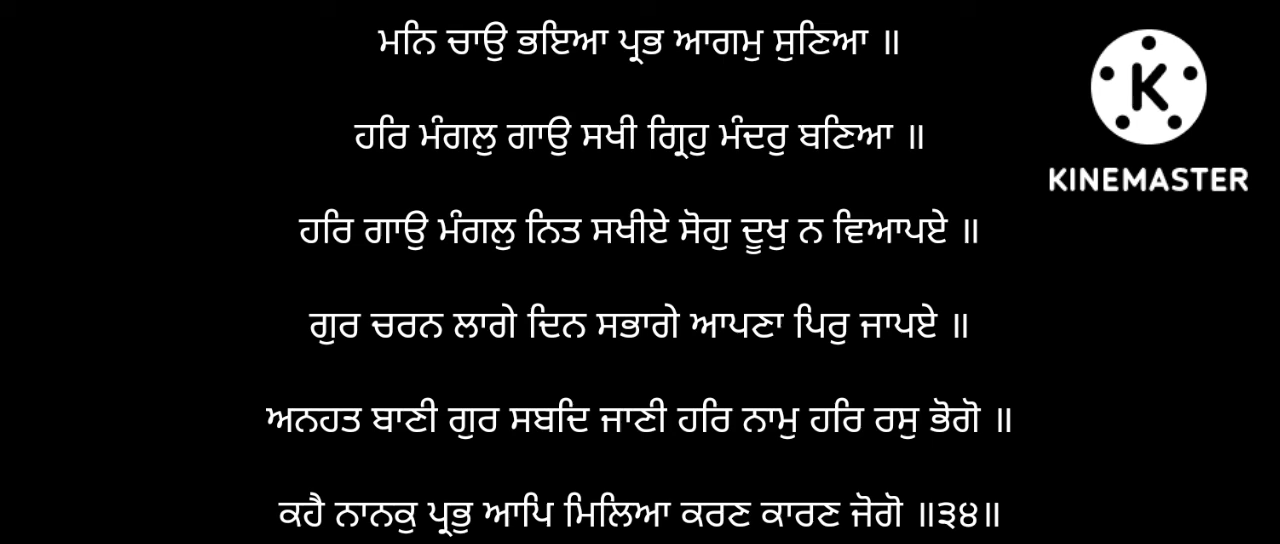 ਮਨਿ ਚਾਉ ਭਇਆ ਪ੍ਰਭ ਆਗਮੁ ਸੁਣਿਆ ॥
ਹਰਿ ਮੰਗਲੁ ਗਾਉ ਸਖੀ ਗ੍ਰਿਹੁ ਮੰਦਰੁ ਬਣਿਆ ॥
ਹਰਿ ਗਾਉ ਮੰਗਲੁ ਨਿਤ ਸਖੀਏ ਸੋਗੁ ਦੂਖੁ ਨ ਵਿਆਪਏ ॥
ਗੁਰ ਚਰਨ ਲਾਗੇ ਦਿਨ ਸਭਾਗੇ ਆਪਣਾ ਪਿਰੁ ਜਾਪਏ ॥
ਅਨਹਤ ਬਾਣੀ ਗੁਰ ਸਬਦਿ ਜਾਣੀ ਹਰਿ ਨਾਮੁ ਹਰਿ ਰਸੁ ਭੋਗੋ ॥
ਕਹੈ ਨਾਨਕੁ ਪ੍ਰਭੁ ਆਪਿ ਮਿਲਿਆ ਕਰਣ ਕਾਰਣ ਜੋਗੋ ॥੩੪॥
K
KINEMASTER